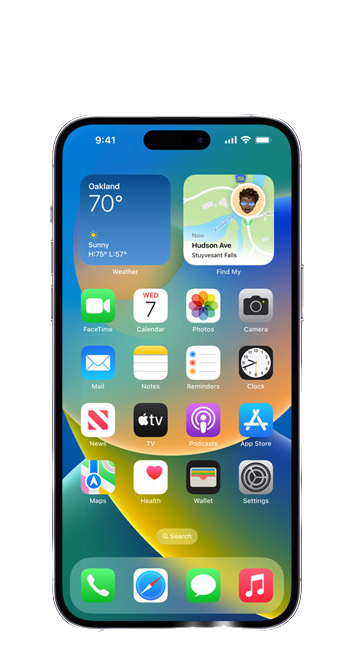 9:41
Oakland
70°
Sunny
H:75° L:57°
Weather
Now
Hudson Ave
Stuyvesant Falls
Find My
FaceTime
WED
7
Calendar
Photos
Camera
Mail
Notes
Reminders
Clock
News
tv
TV
Podcasts
App Store
Maps
Health
Wallet
Settings
Search